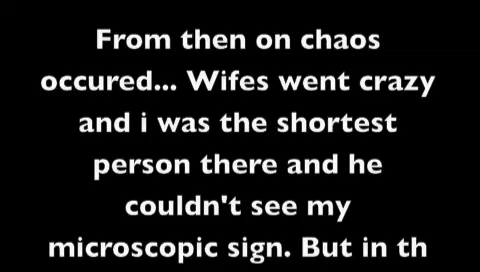 From then on chaos
occured... Wifes went crazy
and i was the shortest
person there and he
couldn't see my
microscopic sign. But in th